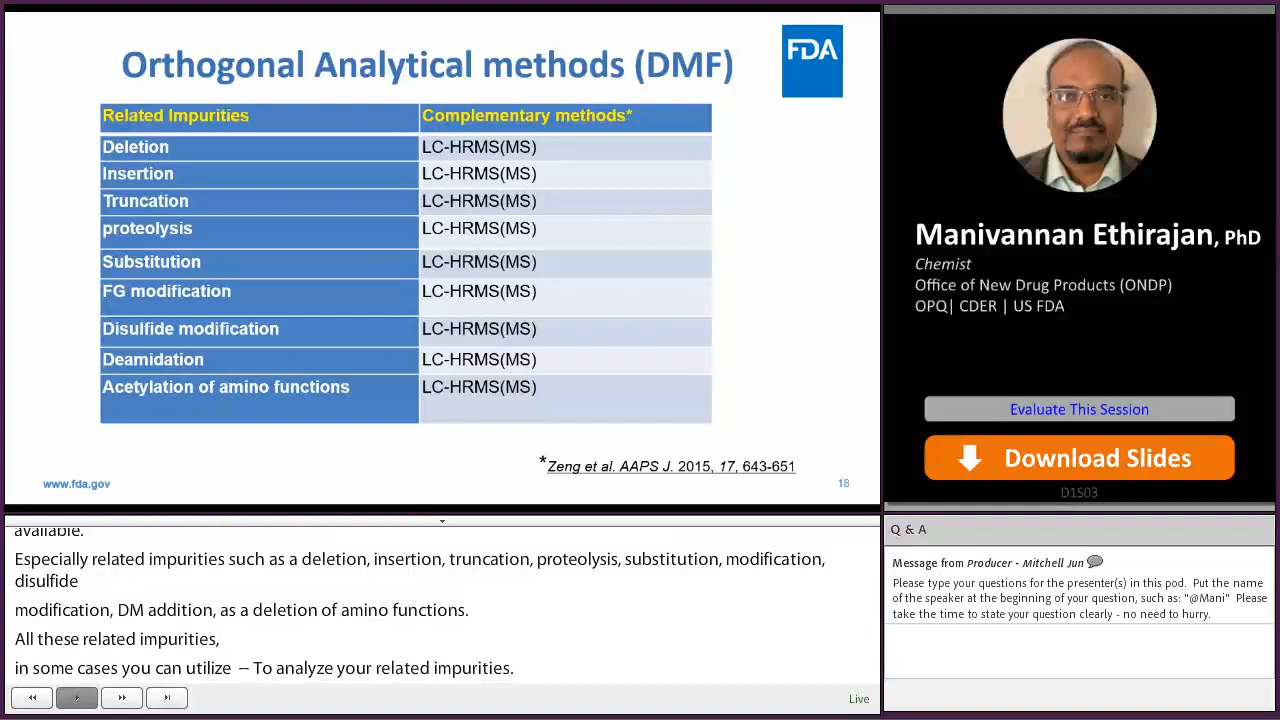 Orthogonal Analytical methods (DMF)
FDA
Related Impurities Complementary methods*
Deletion LC-HRMS(MS)
Insertion LC-HRMS(MS)
Truncation LC-HRMS(MS)
proteolysis LC-HRMS(MS)
Substitution LC-HRMS(MS)
FG modification LC-HRMS(MS)
Disulfide modification LC-HRMS(MS)
Deamidation LC-HRMS(MS)
Acetylation of amino functions LC-HRMS(MS)
*Zeng et al. AAPS J. 2015, 17, 643-651
www.fda.gov 18
Manivannan Ethirajan, PhD
Chemist
Office of New Drug Products (ONDP)
OPQ| CDER | US FDA
Evaluate This Session
Download Slides
D1S03
available.
Especially related impurities such as a deletion, insertion, truncation, proteolysis, substitution, modification,
disulfide
modification, DM addition, as a deletion of amino functions.
All these related impurities,
in some cases you can utilize -- To analyze your related impurities.
Live
Q & A
Message from Producer - Mitchell Jun
Please type your questions for the presenter(s) in this pod. Put the name
of the speaker at the beginning of your question, such as: "@Mani" Please
take the time to state your question clearly - no need to hurry.